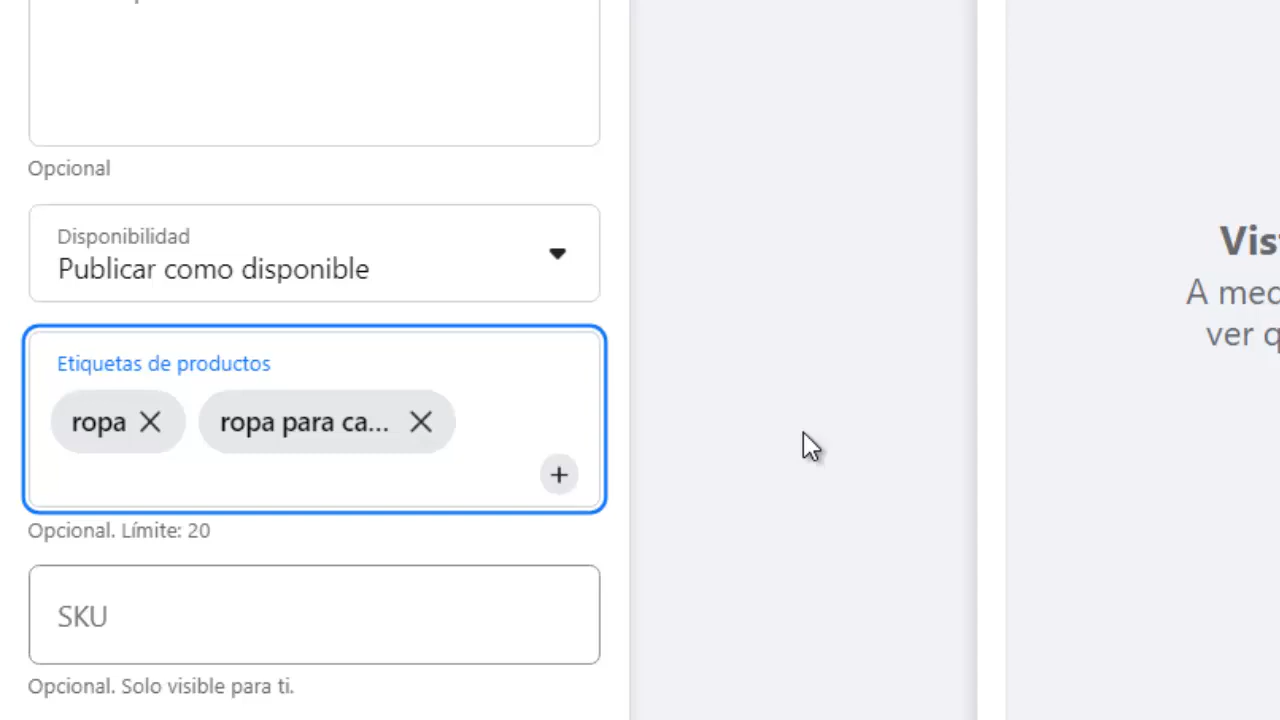 Opcional
Disponibilidad
Publicar como disponible
Etiquetas de productos
ropa
ropa para ca...
Opcional. Límite: 20
SKU
Opcional. Solo visible para ti.
A
ver